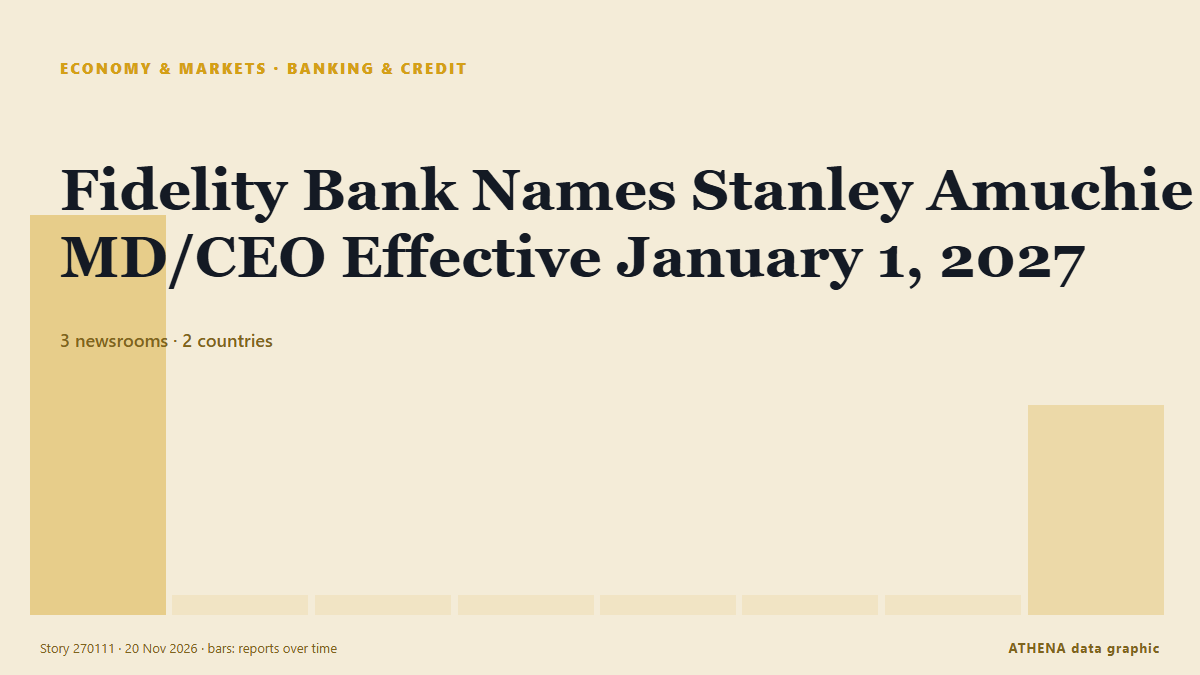 ECONOMY & MARKETS · BANKING & CREDIT
Fidelity Bank Names Stanley Amuchie
MD/CEO Effective January 1, 2027
3 newsrooms · 2 countries
Story 270111 · 20 Nov 2026 · bars: reports over time
ATHENA data graphic